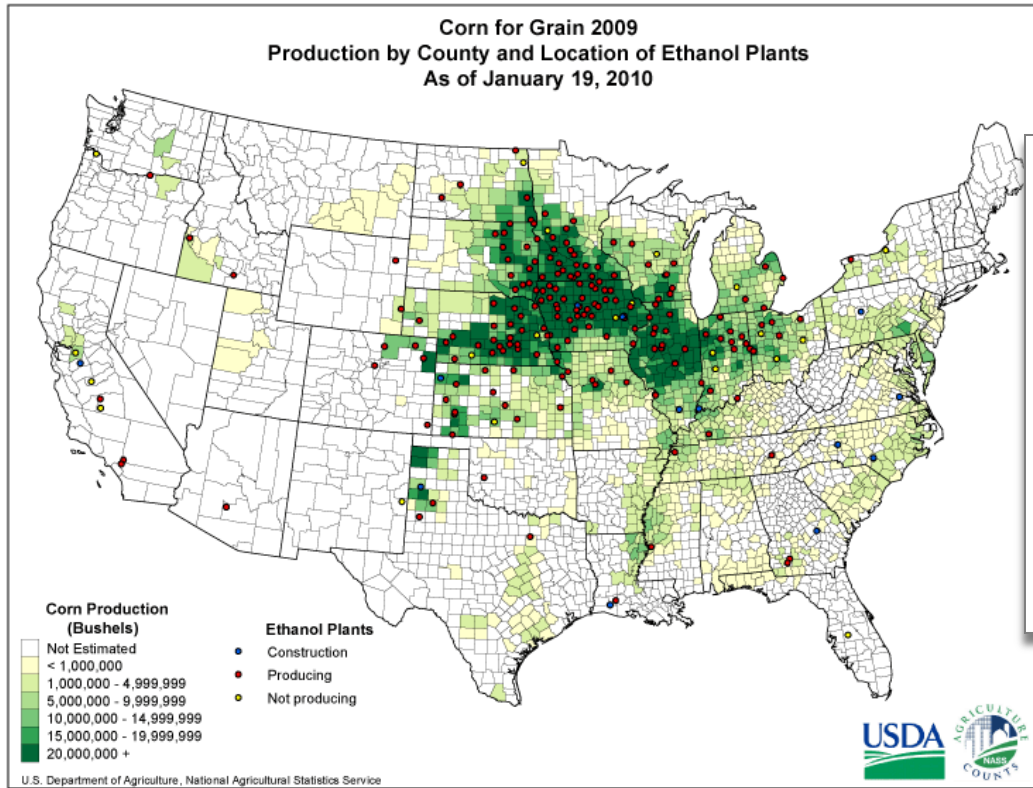 Corn for Grain 2009
Production by County and Location of Ethanol Plants
As of January 19, 2010
Corn Production
(Bushels)
Not Estimated
< 1,000,000
1,000,000 - 4,999,999
5,000,000 - 9,999,999
10,000,000 - 14,999,999
15,000,000 - 19,999,999
20,000,000 +
Ethanol Plants
Construction
Producing
Not producing
USDA
AGRICULTURE
NASS
COUNTS
U.S. Department of Agriculture, National Agricultural Statistics Service